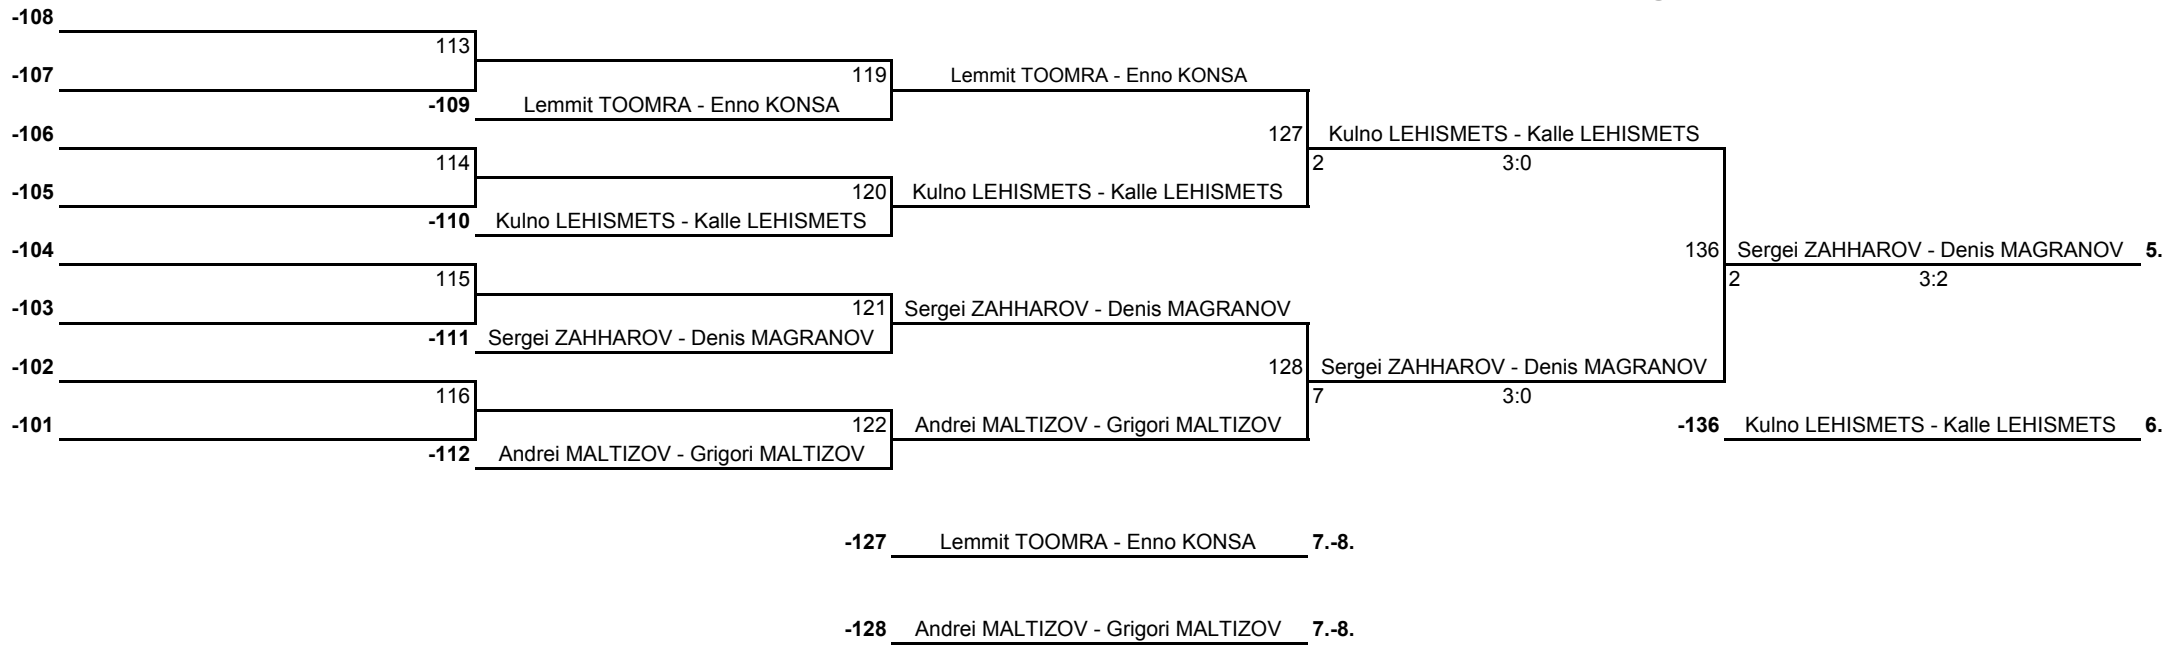 -108
113
-107
119 Lemmit TOOMRA - Enno KONSA
-109 Lemmit TOOMRA - Enno KONSA
-106
127 Kulno LEHISMETS - Kalle LEHISMETS
114
2 3:0
-105
120 Kulno LEHISMETS - Kalle LEHISMETS
-110 Kulno LEHISMETS - Kalle LEHISMETS
-104
136 Sergei ZAHHAROV - Denis MAGRANOV 5.
115
2 3:2
-103
121 Sergei ZAHHAROV - Denis MAGRANOV
-111 Sergei ZAHHAROV - Denis MAGRANOV
-102
128 Sergei ZAHHAROV - Denis MAGRANOV
116
7 3:0
-101
122 Andrei MALTIZOV - Grigori MALTIZOV
-136 Kulno LEHISMETS - Kalle LEHISMETS 6.
-112 Andrei MALTIZOV - Grigori MALTIZOV
-127 Lemmit TOOMRA - Enno KONSA 7.-8.
-128 Andrei MALTIZOV - Grigori MALTIZOV 7.-8.